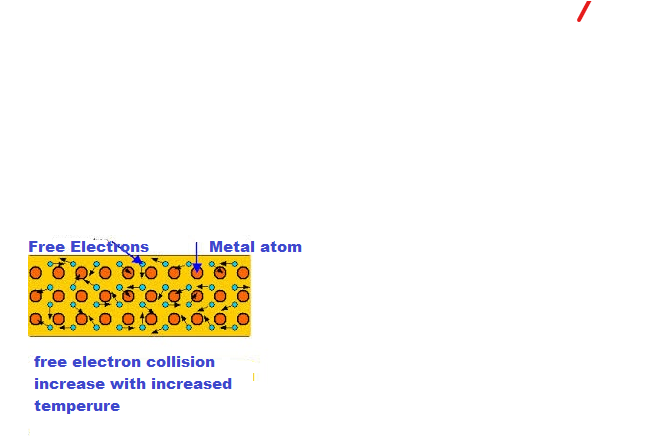 Free Electrons
Metal atom
free electron collision
increase with increased
temperure